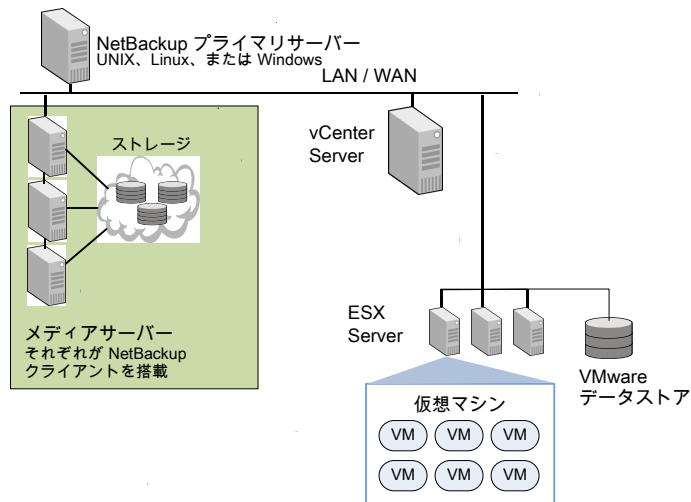 NetBackup プライマリサーバー
UNIX、Linux、または Windows
LAN / WAN
ストレージ
vCenter
Server
メディアサーバー
それぞれが NetBackup
クライアントを搭載
ESX
Server
VMware
データストア
仮想マシン
VM VM VM
VM VM VM